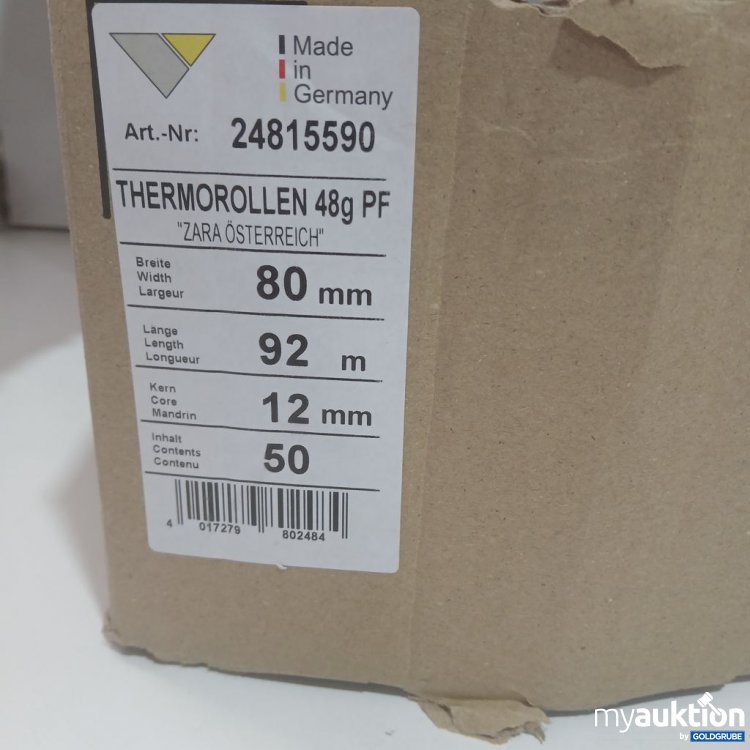 Made
in
Germany
Art.-Nr: 24815590
THERMOROLLEN 48g PF
"ZARA ÖSTERREICH"
Breite
Width
Largeur
80 mm
Länge
Length
Longueur
92 m
Kern
Core
Mandrin
12 mm
Inhalt
Contents
Contenu
50
4 017279 802484
myauktion
by GOLDGRUBE